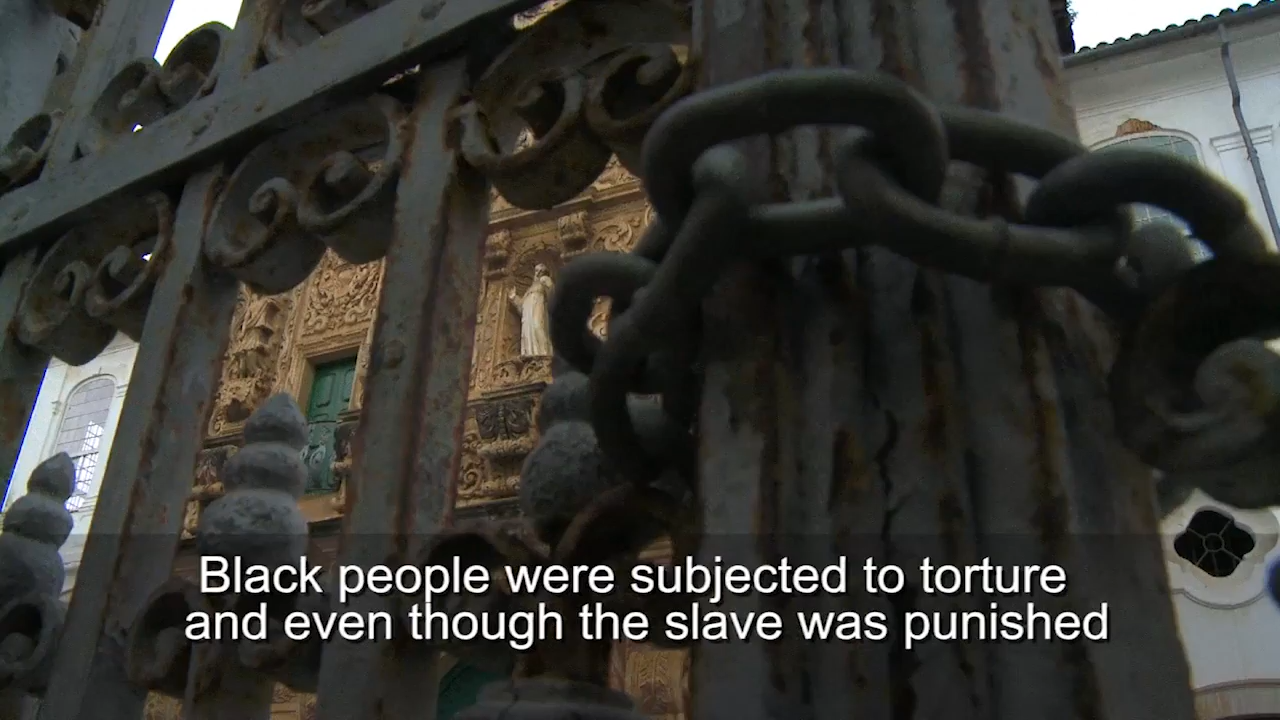 Black people were subjected to torture
and even though the slave was punished